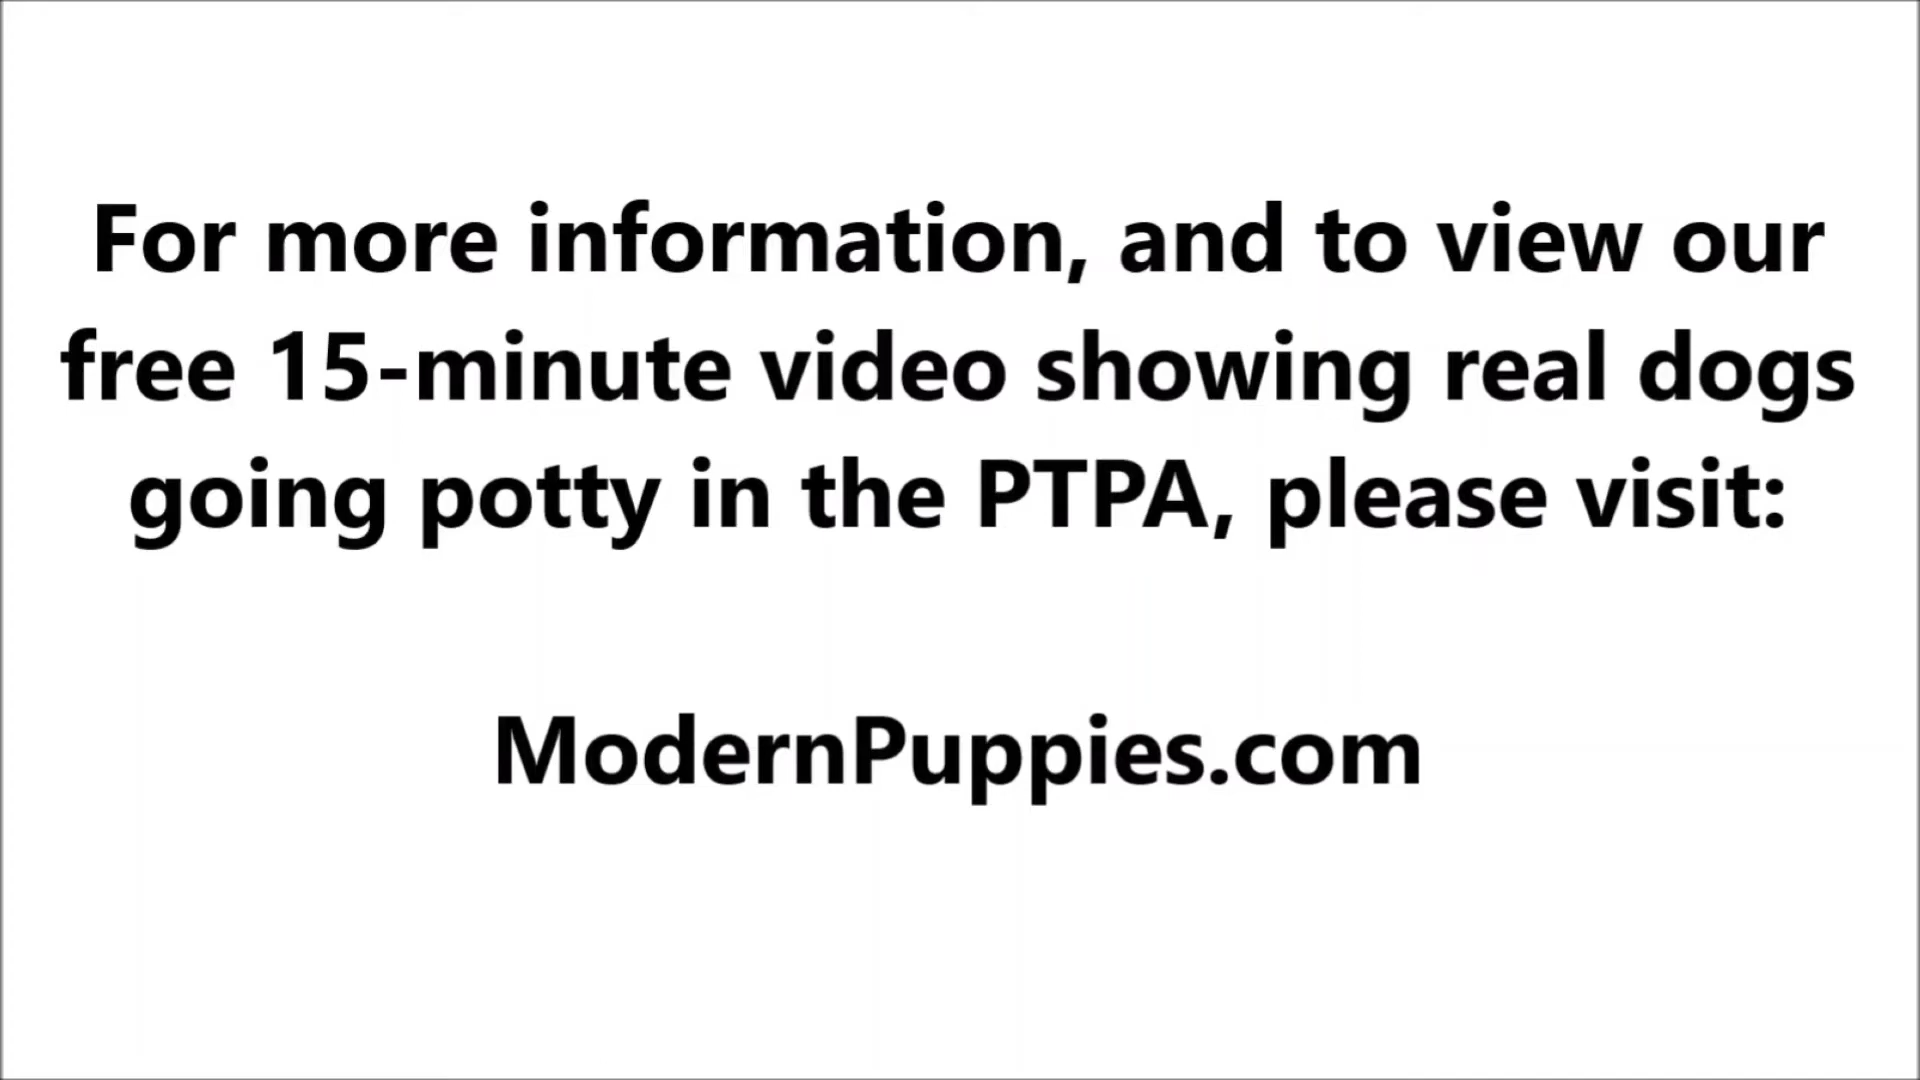 For more information, and to view our
free 15-minute video showing real dogs
going potty in the PTPA, please visit:
ModernPuppies.com